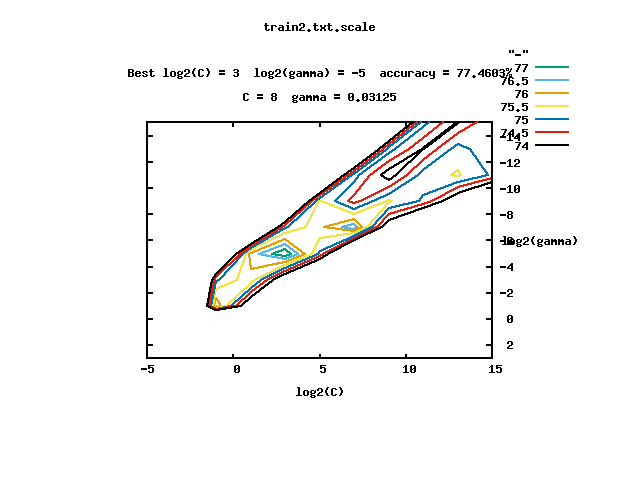 train2.txt.scale
"-"
Best log2(C) = 3  log2(gamma) = -5  accuracy = 77.4603%
77
76.5
C = 8  gamma = 0.03125
76
75.5
75
74.5
74
-14
-12
-10
-8
-6
log2(gamma)
-4
-2
0
2
-5 0 5 10 15
log2(C)